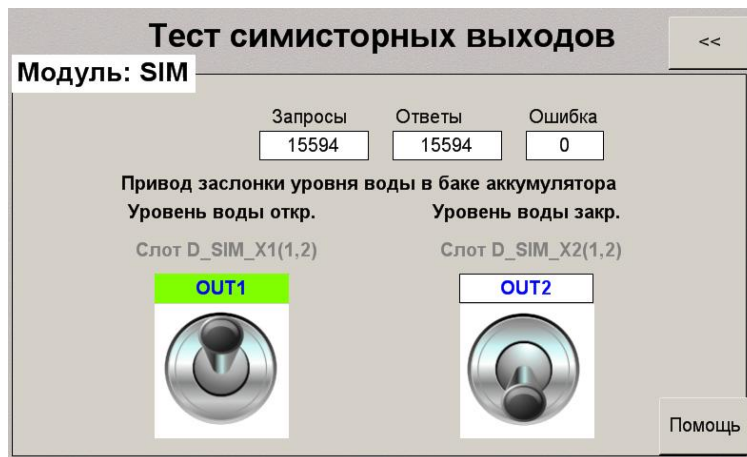 Тест симисторных выходов
<<
Модуль: SIM
Запросы Ответы Ошибка
15594 15594 0
Привод заслонки уровня воды в баке аккумулятора
Уровень воды откр. Уровень воды закр.
Слот D_SIM_X1(1,2) Слот D_SIM_X2(1,2)
OUT1 OUT2
Помощь